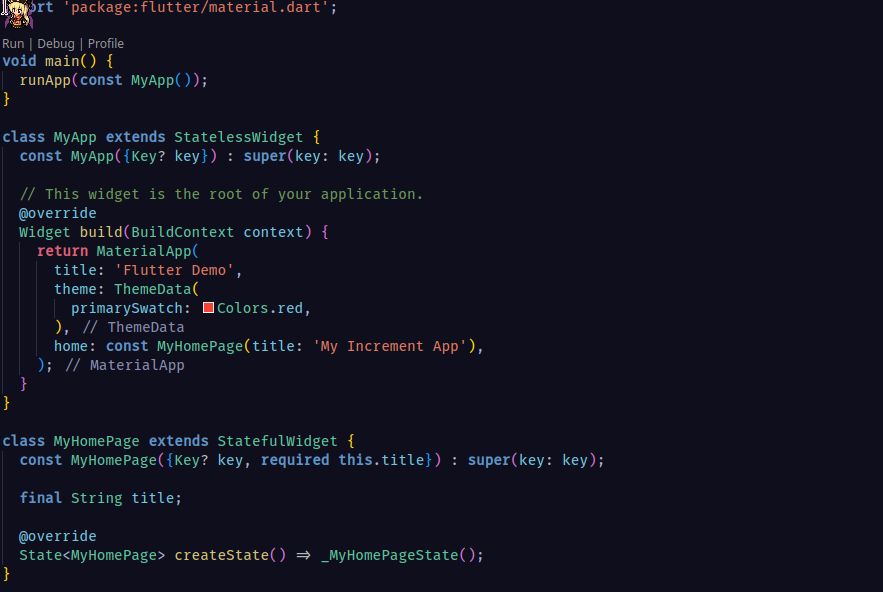 ort 'package:flutter/material.dart';
Run | Debug | Profile
void main() {
  runApp(const MyApp());
}

class MyApp extends StatelessWidget {
  const MyApp({Key? key}) : super(key: key);

  // This widget is the root of your application.
  @override
  Widget build(BuildContext context) {
    return MaterialApp(
      title: 'Flutter Demo',
      theme: ThemeData(
        primarySwatch: Colors.red,
      ), // ThemeData
      home: const MyHomePage(title: 'My Increment App'),
    ); // MaterialApp
  }
}

class MyHomePage extends StatefulWidget {
  const MyHomePage({Key? key, required this.title}) : super(key: key);

  final String title;

  @override
  State<MyHomePage> createState() => _MyHomePageState();
}